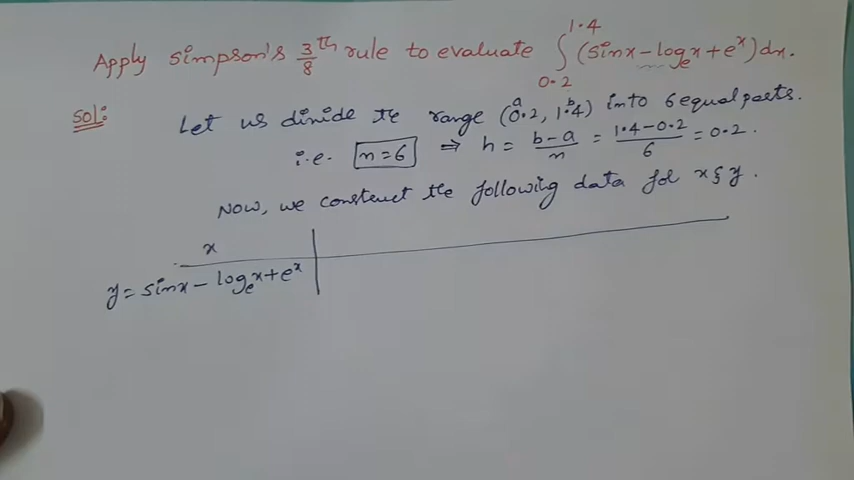 Apply Simpson's 3/8 th rule to evaluate ∫_{0.2}^{1.4} (sinx - log_e x + e^x) dx.
Sol: Let us divide the range (0.2, 1.4) into 6 equal parts.
a b
i.e. n=6 ⇒ h = (b-a)/n = (1.4-0.2)/6 = 0.2.
Now, we construct the following data for x & y.
x
y = sinx - log_e x + e^x